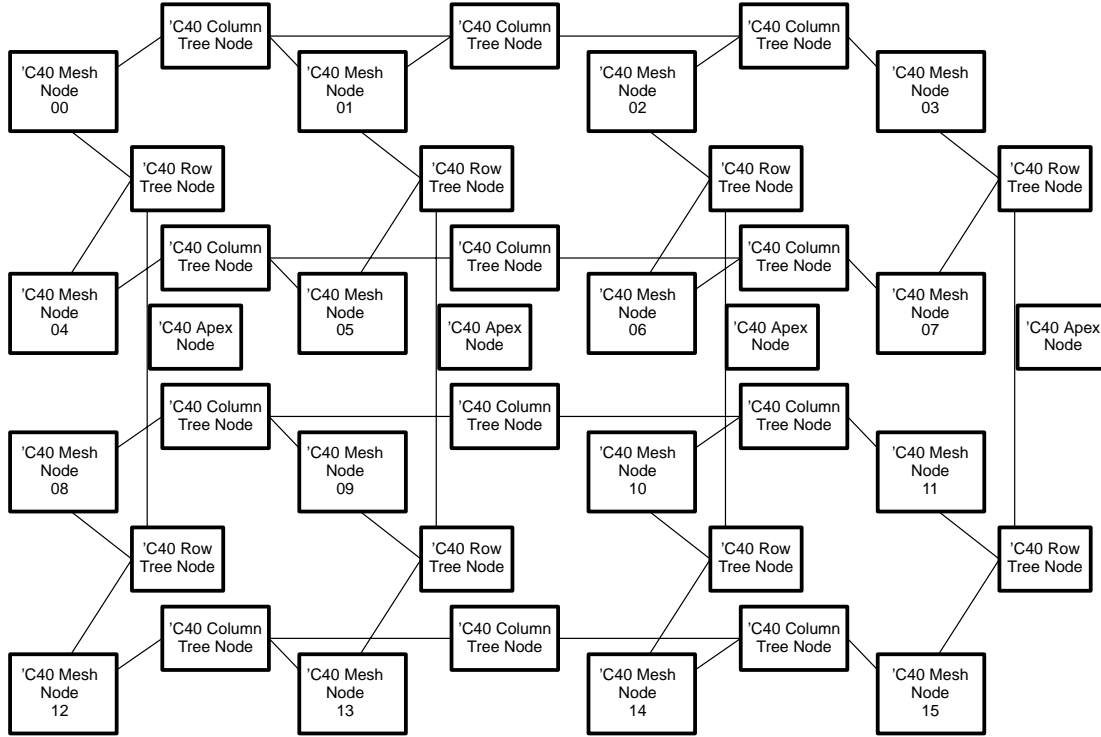 'C40 Column
Tree Node
'C40 Column
Tree Node
'C40 Column
Tree Node
'C40 Mesh
Node
00
'C40 Mesh
Node
01
'C40 Mesh
Node
02
'C40 Mesh
Node
03
'C40 Row
Tree Node
'C40 Row
Tree Node
'C40 Row
Tree Node
'C40 Row
Tree Node
'C40 Column
Tree Node
'C40 Column
Tree Node
'C40 Column
Tree Node
'C40 Mesh
Node
04
'C40 Mesh
Node
05
'C40 Mesh
Node
06
'C40 Mesh
Node
07
'C40 Apex
Node
'C40 Apex
Node
'C40 Apex
Node
'C40 Apex
Node
'C40 Column
Tree Node
'C40 Column
Tree Node
'C40 Column
Tree Node
'C40 Mesh
Node
08
'C40 Mesh
Node
09
'C40 Mesh
Node
10
'C40 Mesh
Node
11
'C40 Row
Tree Node
'C40 Row
Tree Node
'C40 Row
Tree Node
'C40 Row
Tree Node
'C40 Column
Tree Node
'C40 Column
Tree Node
'C40 Column
Tree Node
'C40 Mesh
Node
12
'C40 Mesh
Node
13
'C40 Mesh
Node
14
'C40 Mesh
Node
15